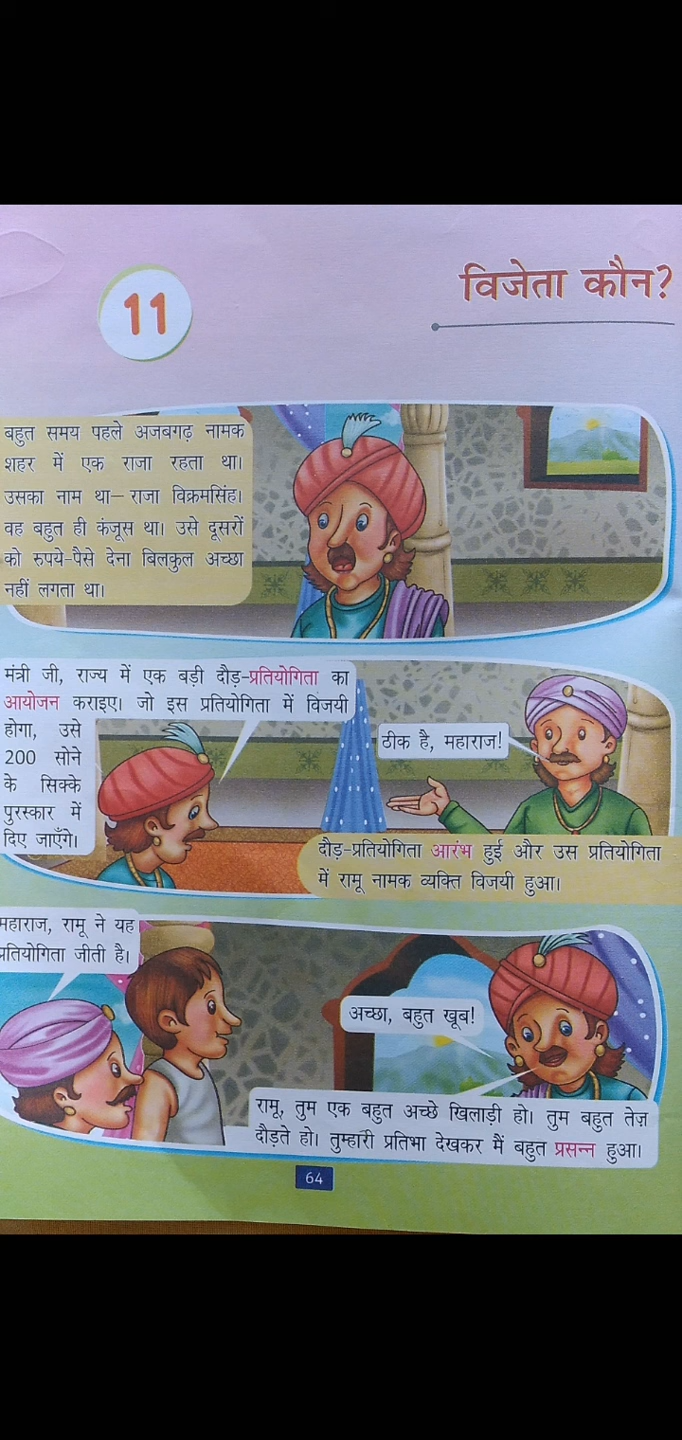 11
विजेता कौन?
बहुत समय पहले अजबगढ़ नामक
शहर में एक राजा रहता था।
उसका नाम था– राजा विक्रमसिंह।
वह बहुत ही कंजूस था। उसे दूसरों
को रुपये-पैसे देना बिलकुल अच्छा
नहीं लगता था।
मंत्री जी, राज्य में एक बड़ी दौड़-प्रतियोगिता का
आयोजन कराइए। जो इस प्रतियोगिता में विजयी
होगा, उसे
200 सोने
के सिक्के
पुरस्कार में
दिए जाएँगे।
ठीक है, महाराज!
दौड़-प्रतियोगिता आरंभ हुई और उस प्रतियोगिता
में रामू नामक व्यक्ति विजयी हुआ।
महाराज, रामू ने यह
प्रतियोगिता जीती है।
अच्छा, बहुत खूब!
रामू, तुम एक बहुत अच्छे खिलाड़ी हो। तुम बहुत तेज़
दौड़ते हो। तुम्हारी प्रतिभा देखकर मैं बहुत प्रसन्न हुआ।
64